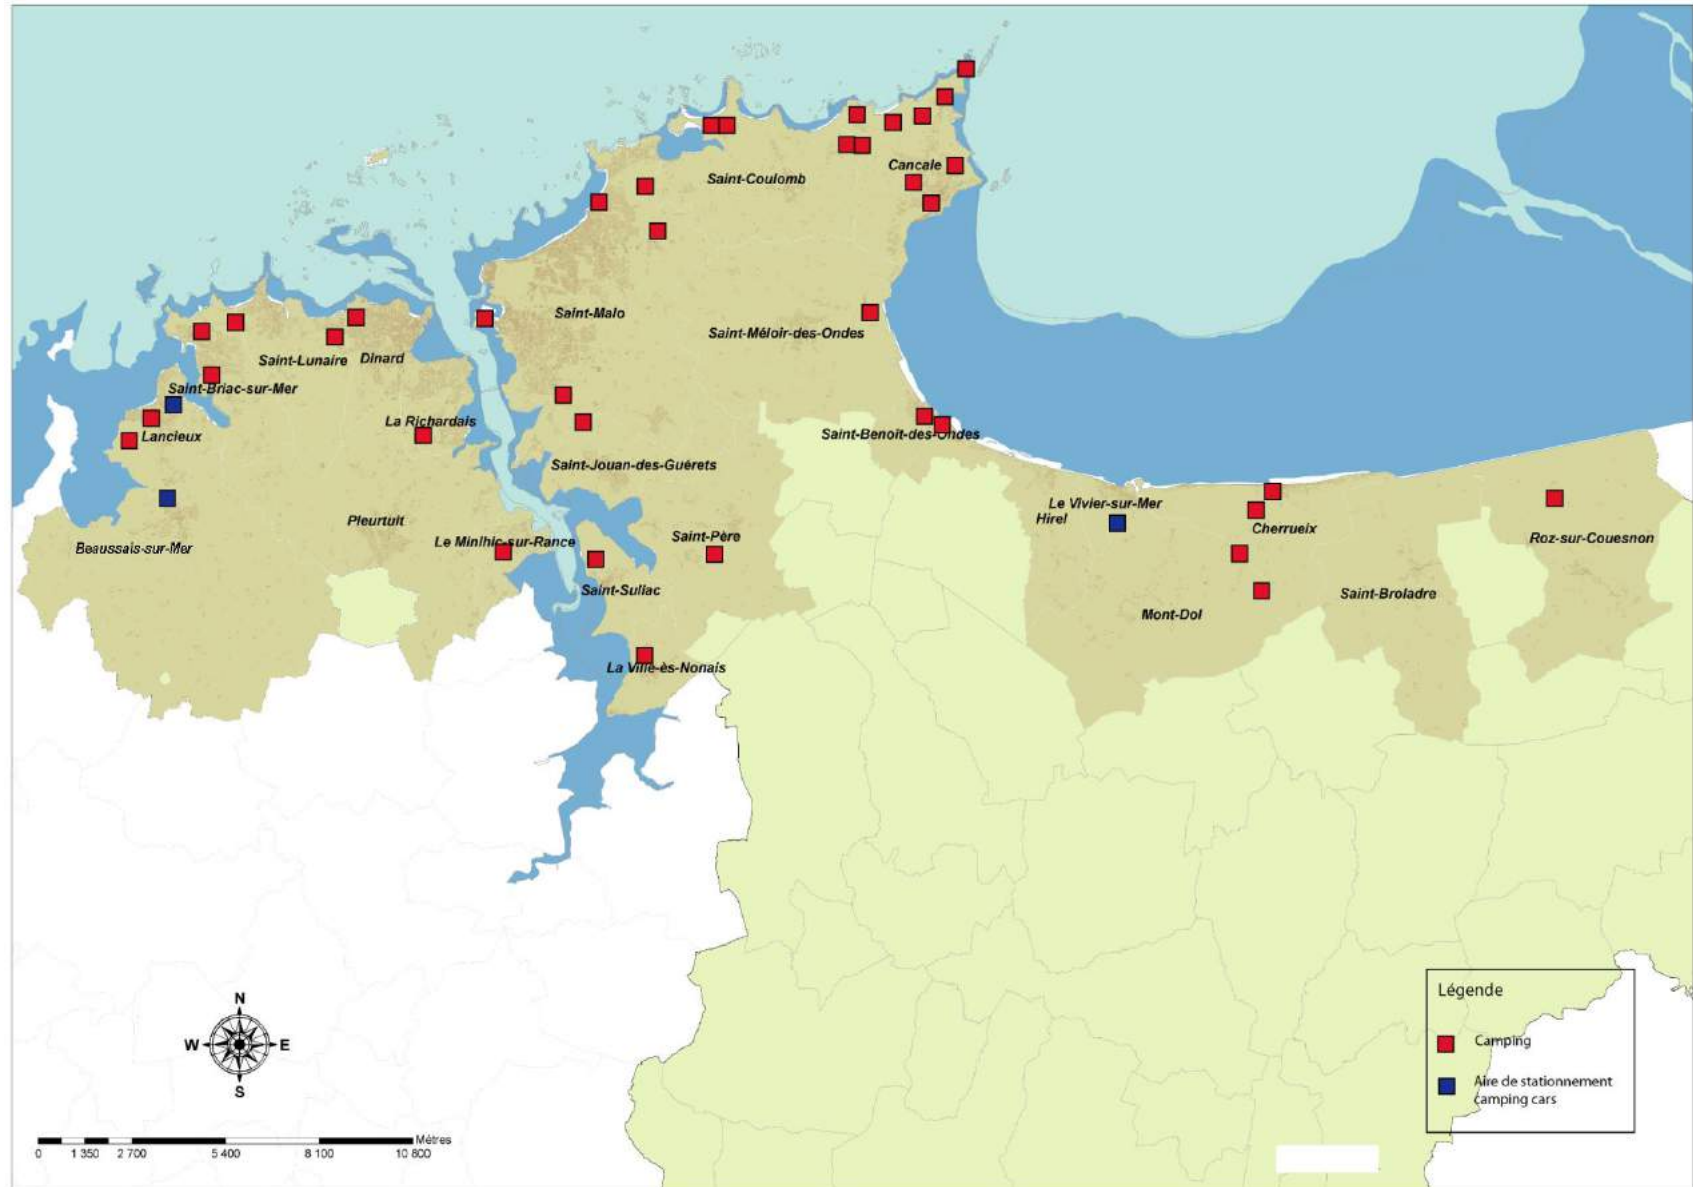 Cancale
Saint-Coulomb
Saint-Malo
Saint-Méloir-des-Ondes
Saint-Lunaire
Dinard
Saint-Briac-sur-Mer
La Richardais
Lancieux
Saint-Benoît-des-Ondes
Saint-Jouan-des-Guérets
Le Vivier-sur-Mer
Hirel
Cherrueix
Pleurtuit
Roz-sur-Couesnon
Saint-Père
Le Minihic-sur-Rance
Beaussais-sur-Mer
Saint-Suliac
Saint-Broladre
Mont-Dol
La Ville-ès-Nonais
N
W
E
S
Légende
Camping
Aire de stationnement
camping cars
Mètres
0 1 350 2 700 5 400 8 100 10 800